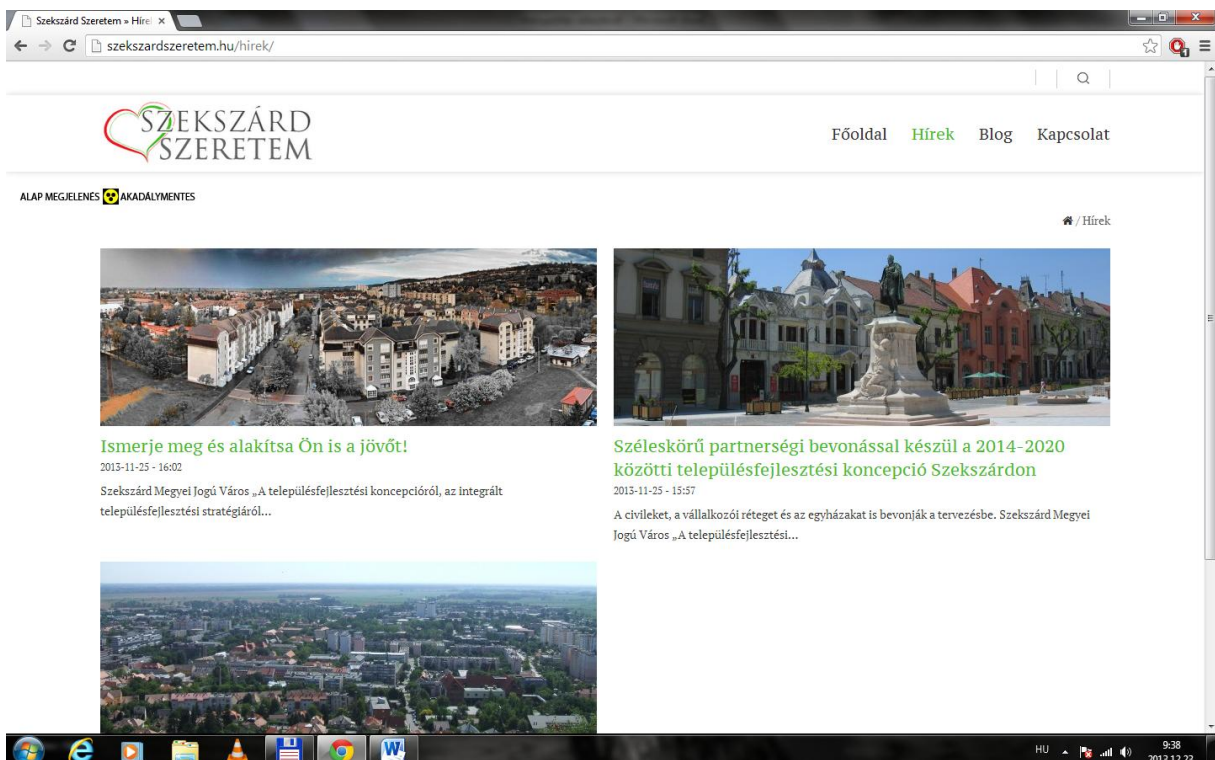 Szekszárd Szeretem » Híre
szekszardszeretem.hu/hirek/
SZEKSZÁRD
SZERETEM
Főoldal Hírek Blog Kapcsolat
ALAP MEGJELENÉS AKADÁLYMENTES
/ Hírek
Ismerje meg és alakítsa Ön is a jövőt!
2013-11-25 - 16:02
Szekszárd Megyei Jogú Város „A településfejlesztési koncepcióról, az integrált
településfejlesztési stratégiáról...
Széleskörű partnerségi bevonással készül a 2014-2020
közötti településfejlesztési koncepció Szekszárdon
2013-11-25 - 15:57
A civileket, a vállalkozói réteget és az egyházakat is bevonják a tervezésbe. Szekszárd Megyei
Jogú Város „A településfejlesztési...
HU
9:38
2013.12.23